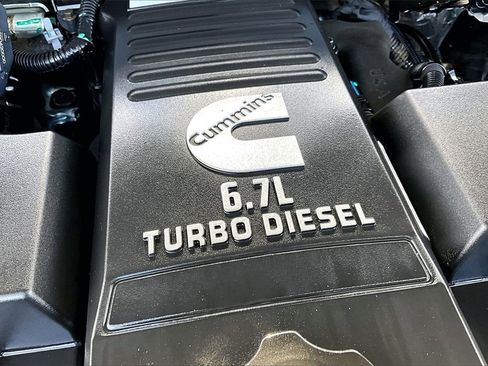 Cummins
6.7L
TURBO DIESEL